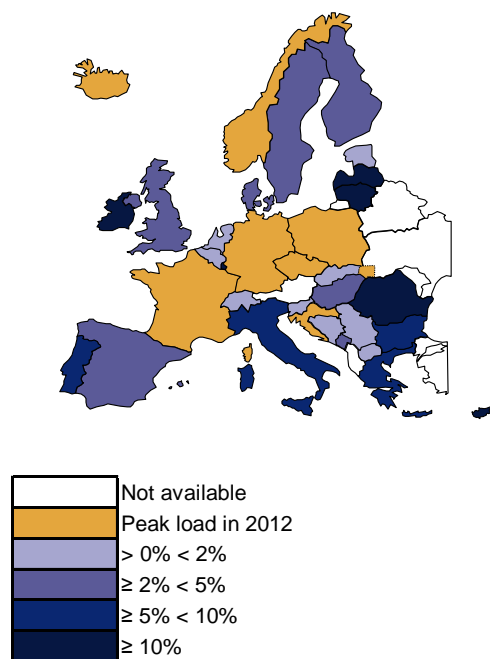 Not available
Peak load in 2012
> 0% < 2%
≥ 2% < 5%
≥ 5% < 10%
≥ 10%